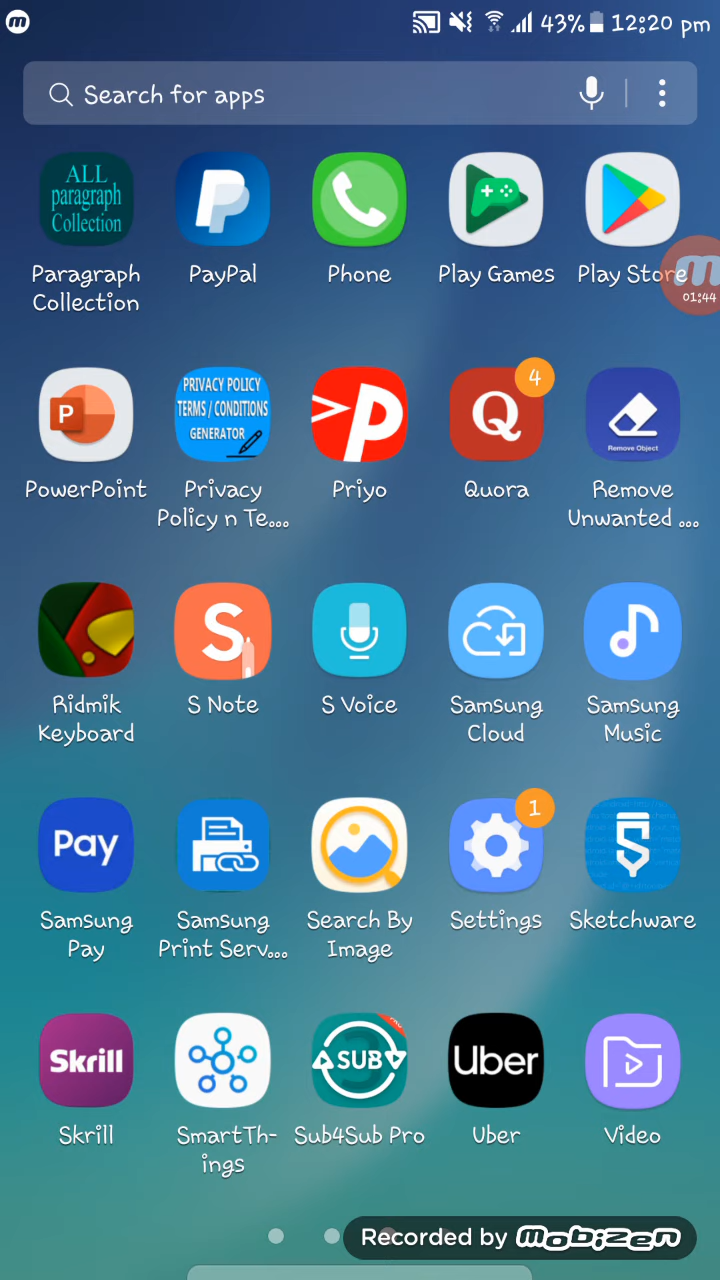 43% 12:20 pm
Search for apps
ALL
paragraph
Collection
Paragraph
Collection
PayPal
Phone
Play Games
Play Store
01:44
P
PowerPoint
PRIVACY POLICY
TERMS / CONDITIONS
GENERATOR
Privacy
Policy n Te...
Priyo
4
Q
Quora
Remove Object
Remove
Unwanted ...
Ridmik
Keyboard
S
S Note
S Voice
Samsung
Cloud
Samsung
Music
Pay
Samsung
Pay
Samsung
Print Serv...
Search By
Image
1
Settings
Sketchware
Skrill
Skrill
SmartTh-
ings
PRO
SUB
Sub4Sub Pro
Uber
Uber
Video
Recorded by mobizen